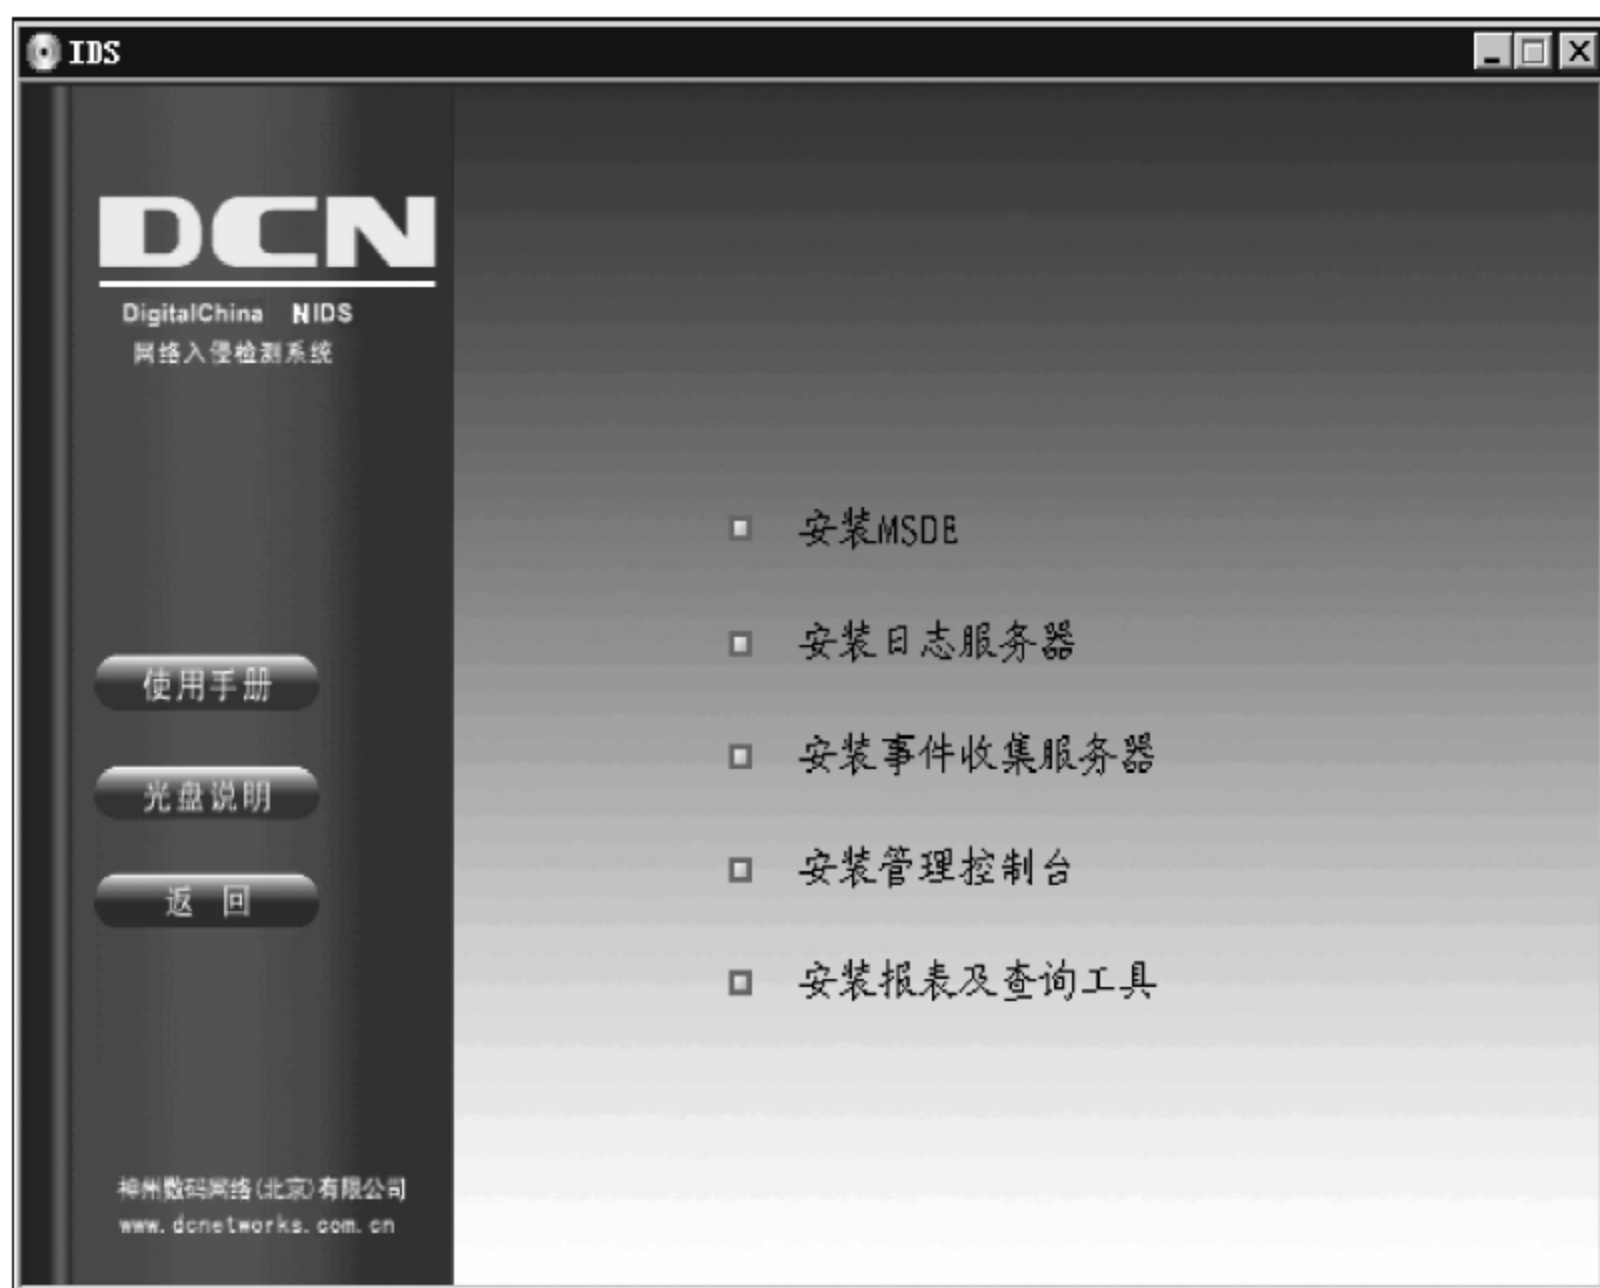 IDS
DCN
DigitalChina NIDS
网络入侵检测系统
使用手册
光盘说明
返 回
神州数码网络(北京)有限公司
www.dcnetworks.com.cn
安装MSDE
安装日志服务器
安装事件收集服务器
安装管理控制台
安装报表及查询工具